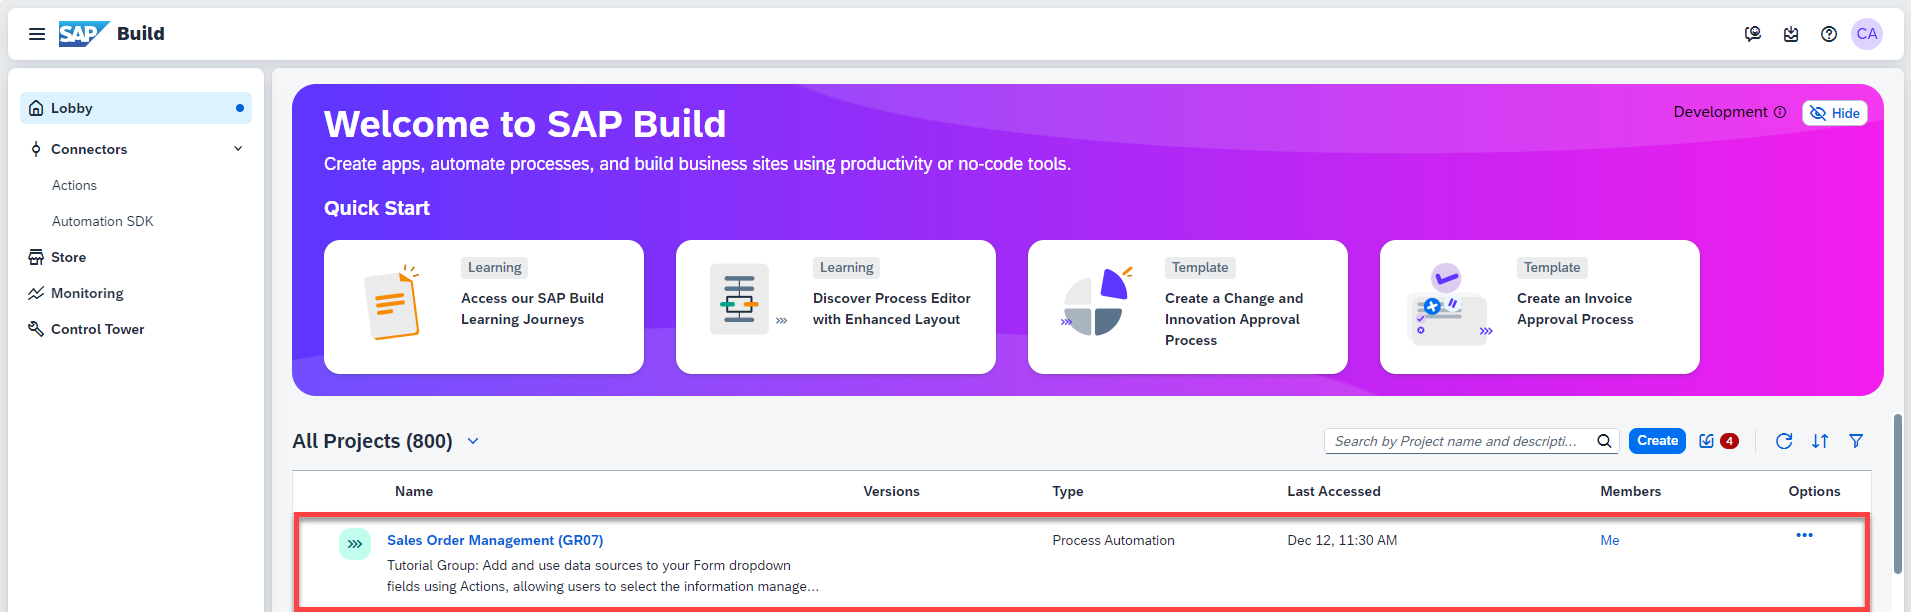 SAP Build
CA
Lobby
Connectors
Actions
Automation SDK
Store
Monitoring
Control Tower
Welcome to SAP Build
Development
Hide
Create apps, automate processes, and build business sites using productivity or no-code tools.
Quick Start
Learning
Access our SAP Build
Learning Journeys
Learning
Discover Process Editor
with Enhanced Layout
Template
Create a Change and
Innovation Approval
Process
Template
Create an Invoice
Approval Process
All Projects (800)
Search by Project name and descripti...
Create
4
Name Versions Type Last Accessed Members Options
Sales Order Management (GR07) Process Automation Dec 12, 11:30 AM Me
Tutorial Group: Add and use data sources to your Form dropdown
fields using Actions, allowing users to select the information manage...